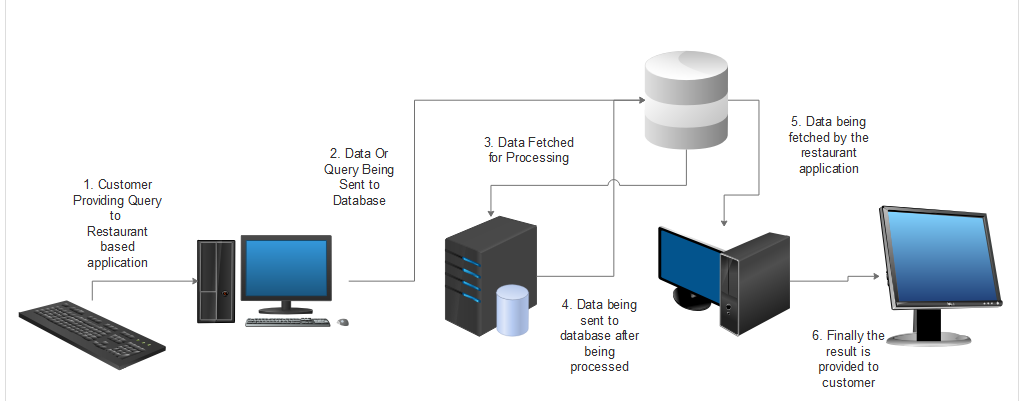 1. Customer
Providing Query
to
Restaurant
based
application
2. Data Or
Query Being
Sent to
Database
3. Data Fetched
for Processing
4. Data being
sent to
database after
being
processed
5. Data being
fetched by the
restaurant
application
6. Finally the
result is
provided to
customer